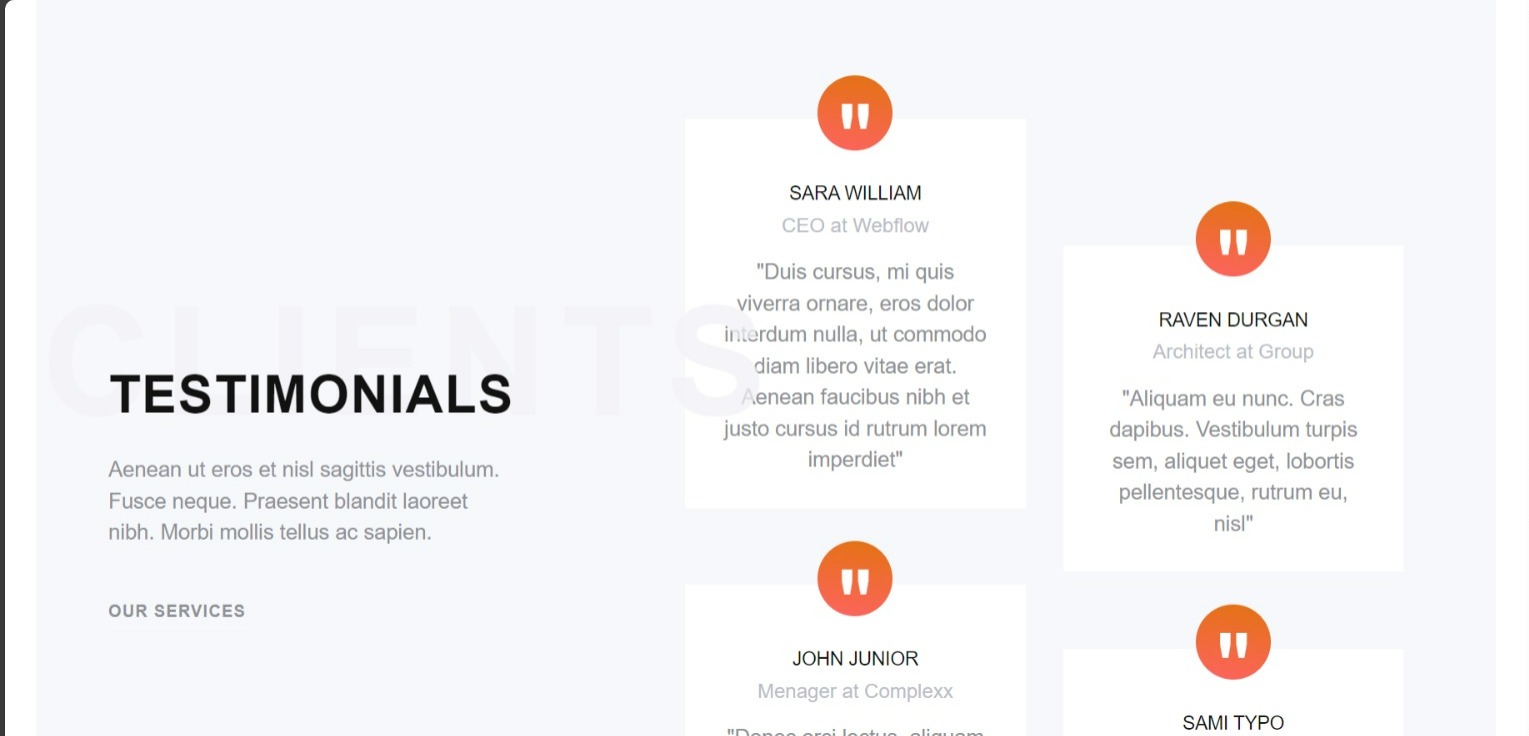 CLIENTS
TESTIMONIALS
Aenean ut eros et nisl sagittis vestibulum.
Fusce neque. Praesent blandit laoreet
nibh. Morbi mollis tellus ac sapien.
OUR SERVICES
SARA WILLIAM
CEO at Webflow
"Duis cursus, mi quis
viverra ornare, eros dolor
interdum nulla, ut commodo
diam libero vitae erat.
Aenean faucibus nibh et
justo cursus id rutrum lorem
imperdiet"
RAVEN DURGAN
Architect at Group
"Aliquam eu nunc. Cras
dapibus. Vestibulum turpis
sem, aliquet eget, lobortis
pellentesque, rutrum eu,
nisl"
JOHN JUNIOR
Menager at Complexx
"Donec orci lectus, aliquam
SAMI TYPO